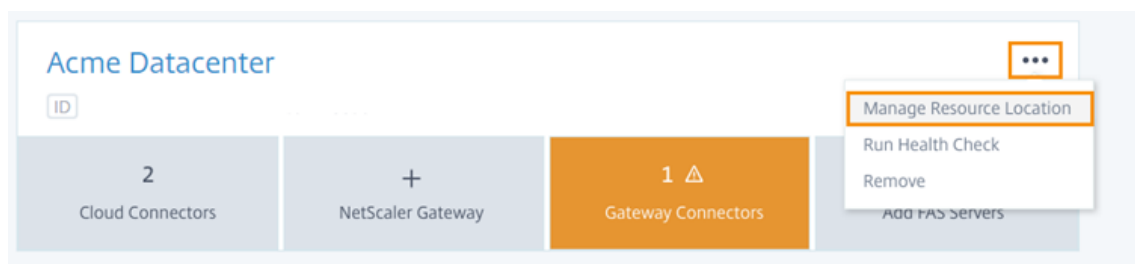 Acme Datacenter
ID
Manage Resource Location
Run Health Check
Remove
2
Cloud Connectors
+
NetScaler Gateway
1
Gateway Connectors
Add FAS Servers